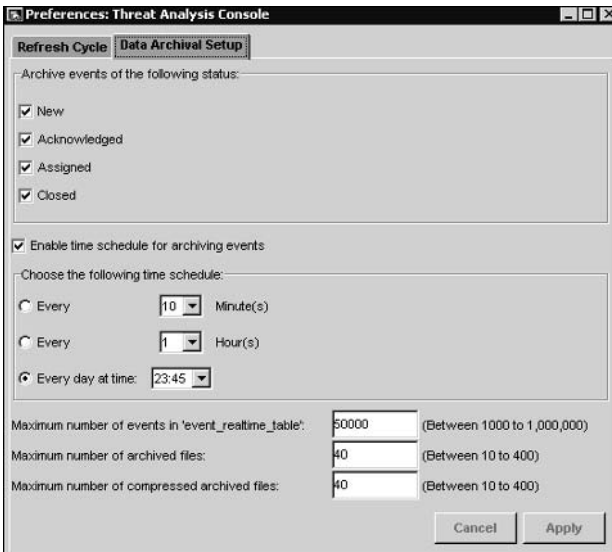 Preferences: Threat Analysis Console
Refresh Cycle Data Archival Setup
Archive events of the following status:
New
Acknowledged
Assigned
Closed
Enable time schedule for archiving events
Choose the following time schedule:
Every 10 Minute(s)
Every 1 Hour(s)
Every day at time: 23:45
Maximum number of events in 'event_realtime_table': 50000 (Between 1000 to 1,000,000)
Maximum number of archived files: 40 (Between 10 to 400)
Maximum number of compressed archived files: 40 (Between 10 to 400)
Cancel Apply